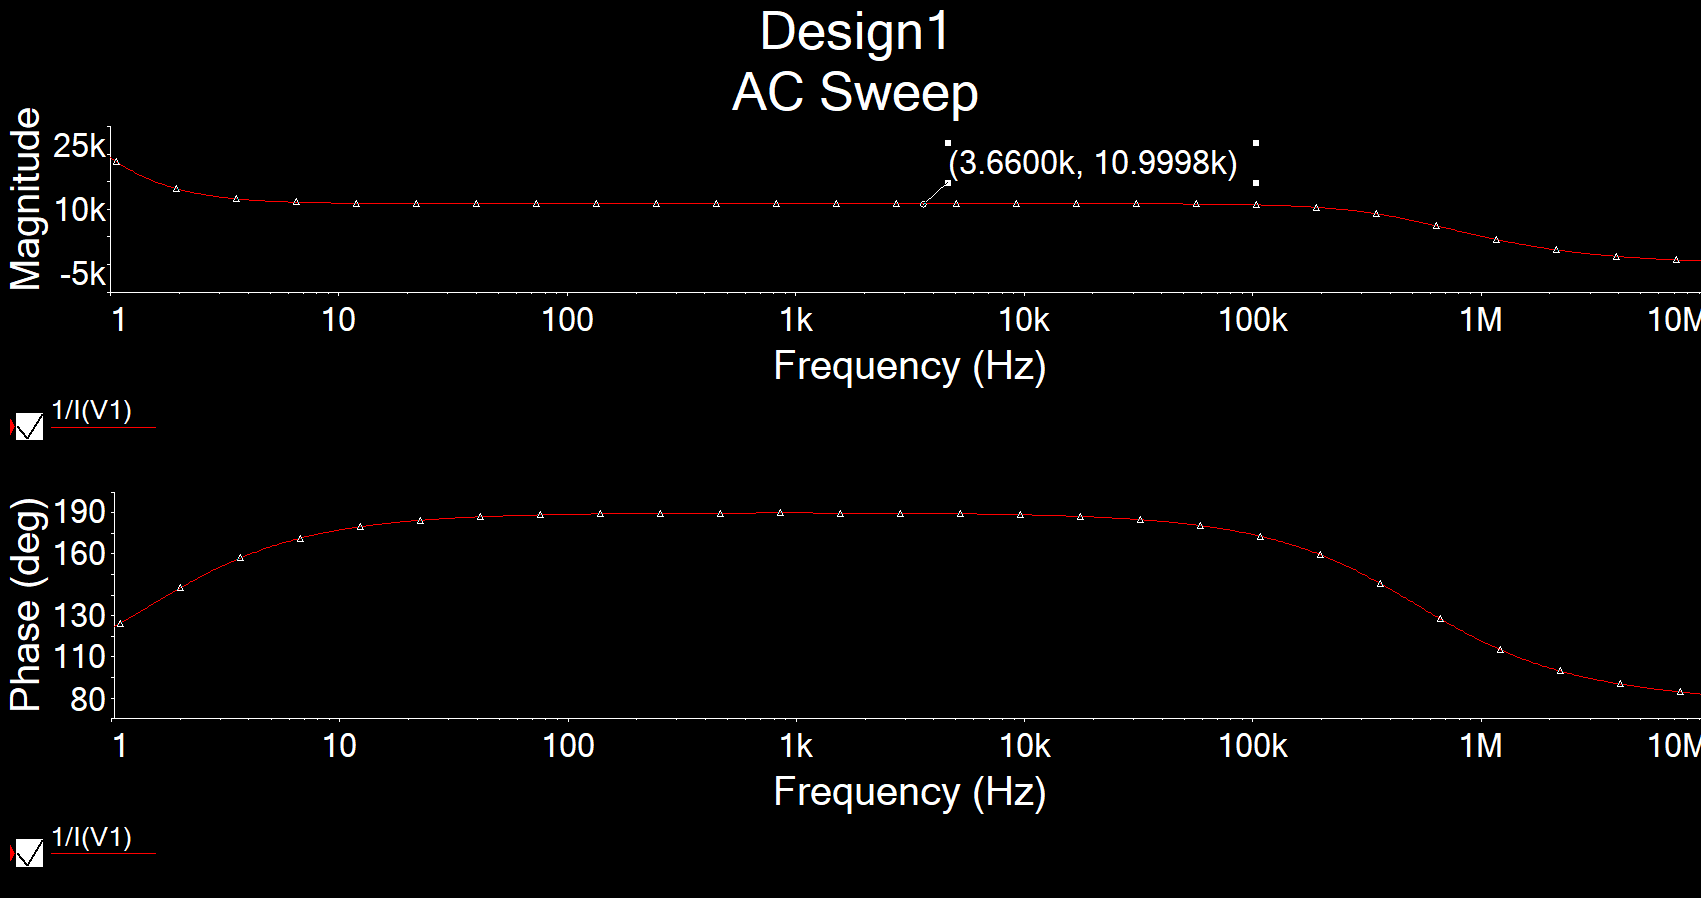 Design1
AC Sweep
Magnitude
25k
10k
-5k
(3.6600k, 10.9998k)
1 10 100 1k 10k 100k 1M 10M
Frequency (Hz)
1/I(V1)
Phase (deg)
190
160
130
110
80
1 10 100 1k 10k 100k 1M 10M
Frequency (Hz)
1/I(V1)